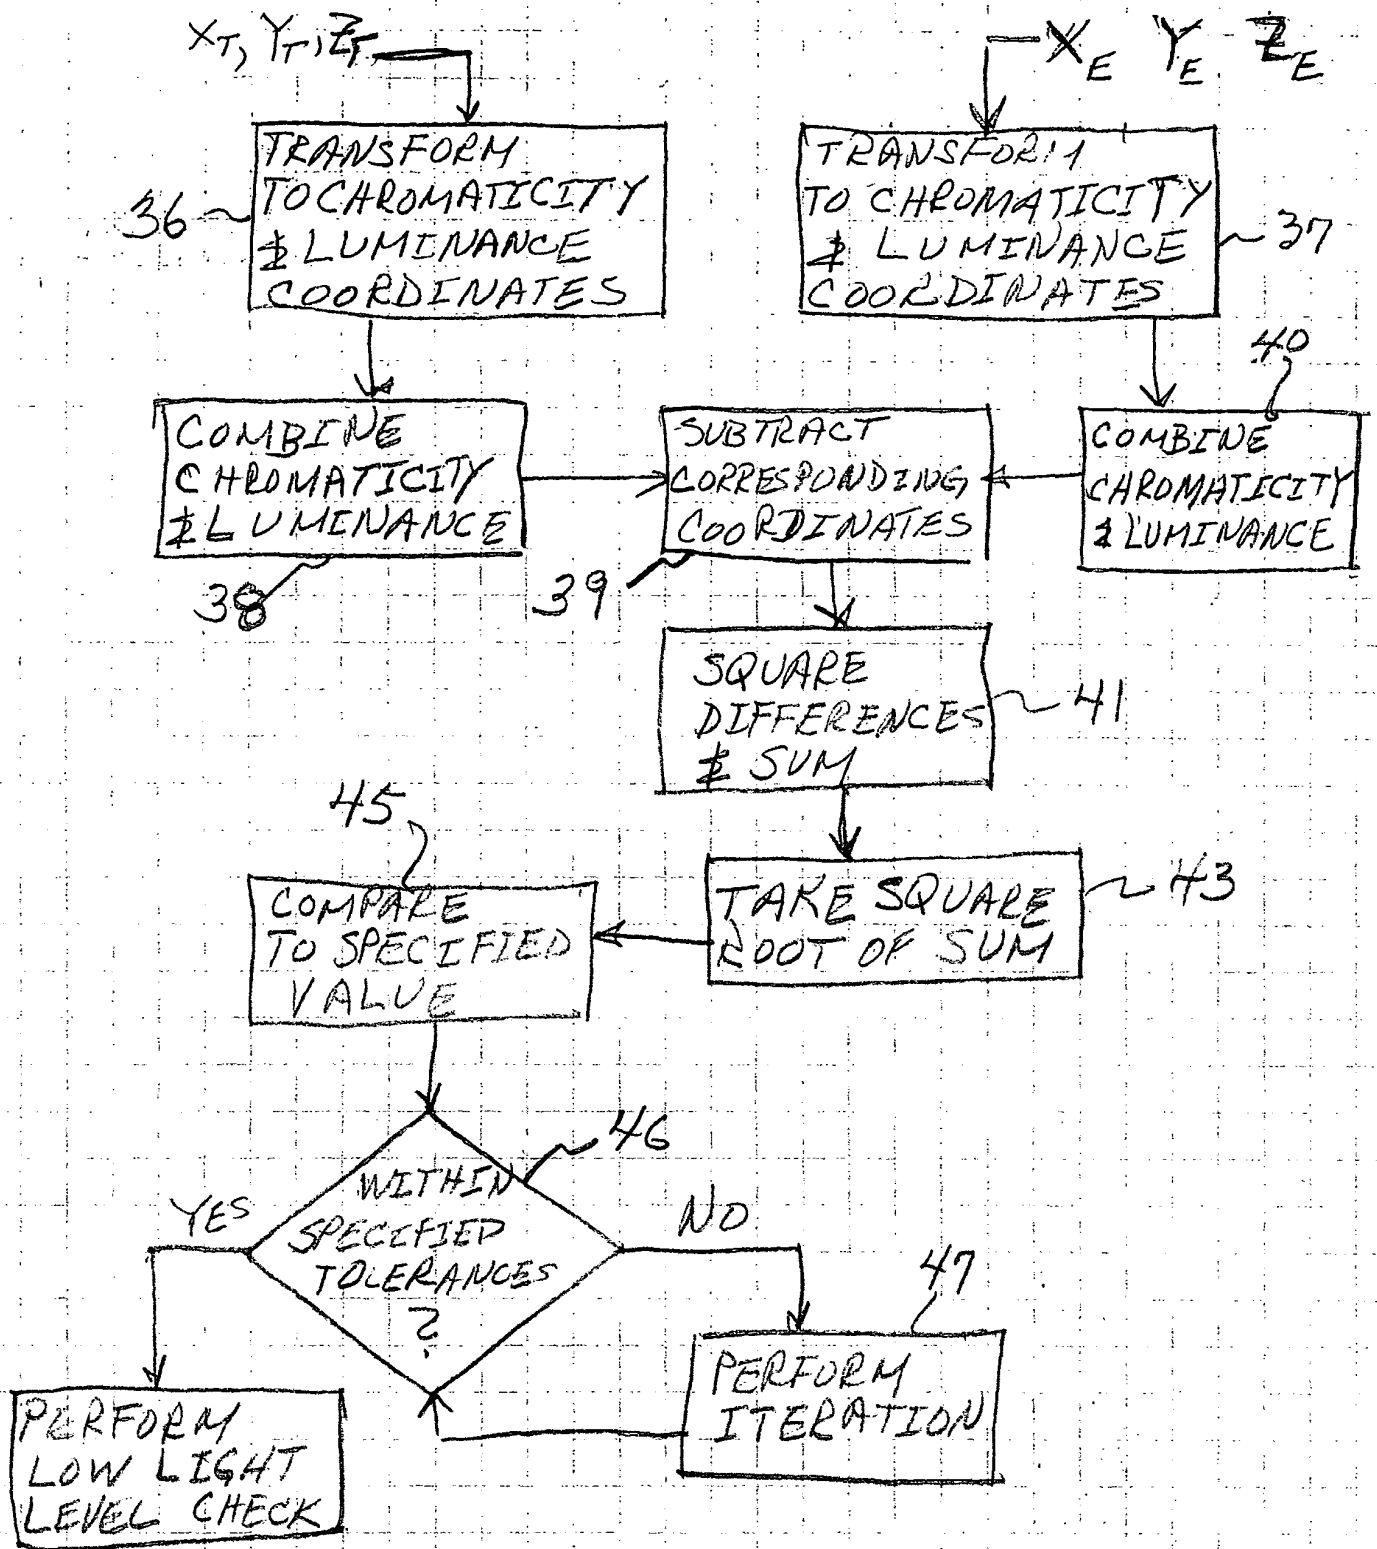 X_T, Y_T, Z_T,
X_E Y_E Z_E
TRANSFORM
TO CHROMATICITY
& LUMINANCE
COORDINATES
36
TRANSFORM
TO CHROMATICITY
& LUMINANCE
COORDINATES
37
40
COMBINE
CHROMATICITY
& LUMINANCE
38
SUBTRACT
CORRESPONDING
COORDINATES
39
COMBINE
CHROMATICITY
& LUMINANCE
SQUARE
DIFFERENCES
& SUM
41
45
COMPARE
TO SPECIFIED
VALUE
TAKE SQUARE
ROOT OF SUM
43
46
WITHIN
SPECIFIED
TOLERANCES
?
YES
NO
47
PERFORM
LOW LIGHT
LEVEL CHECK
PERFORM
ITERATION